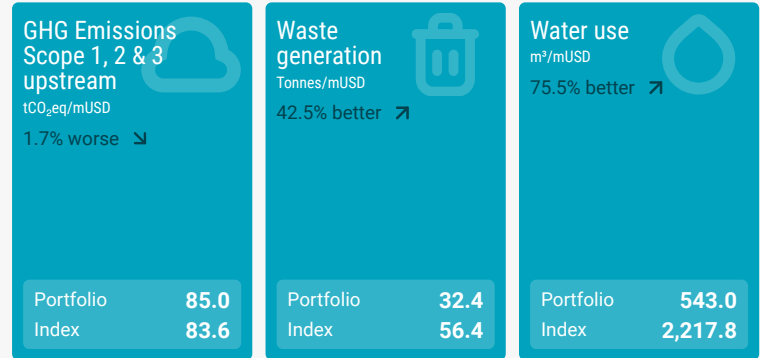 GHG Emissions
Scope 1, 2 & 3
upstream
tCO₂eq/mUSD
1.7% worse
Portfolio 85.0
Index 83.6
Waste
generation
Tonnes/mUSD
42.5% better
Portfolio 32.4
Index 56.4
Water use
m³/mUSD
75.5% better
Portfolio 543.0
Index 2,217.8